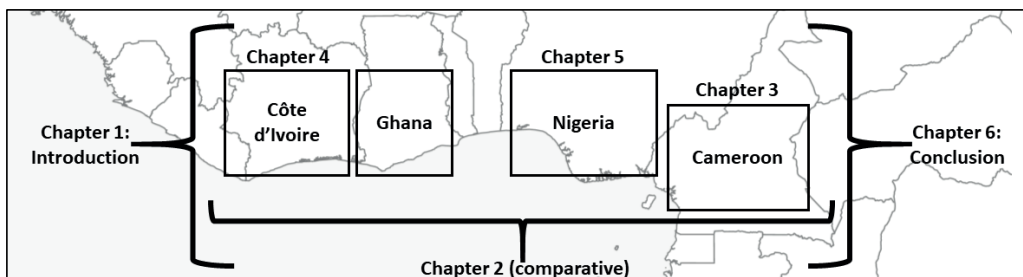 Chapter 4
Chapter 5
Chapter 3
Côte
d’Ivoire
Ghana
Nigeria
Cameroon
Chapter 1:
Introduction
Chapter 6:
Conclusion
Chapter 2 (comparative)